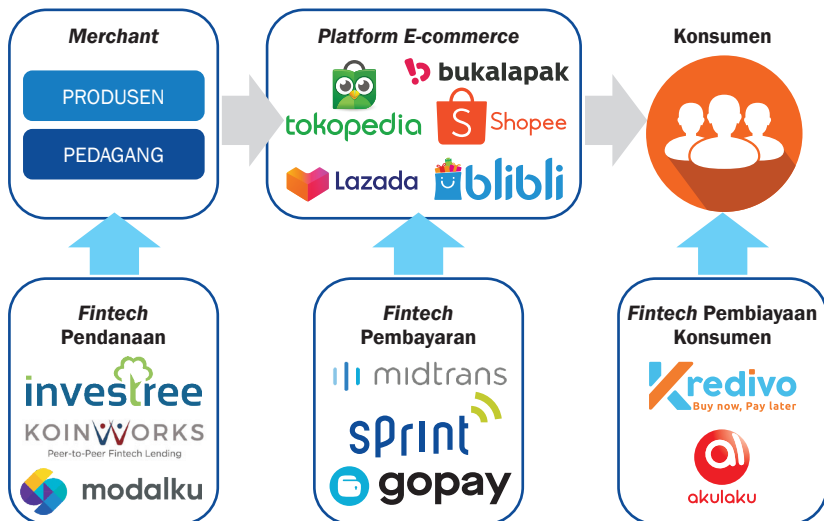 Merchant
PRODUSEN
PEDAGANG
Platform E-commerce
tokopedia
bukalapak
S Shopee
Lazada
blibli
Konsumen
Fintech
Pendanaan
investree
KOINWORKS
Peer-to-Peer Fintech Lending
modalku
Fintech
Pembayaran
midtrans
sPrint
gopay
Fintech Pembiayaan
Konsumen
Kredivo
Buy now, Pay later
al
akulaku